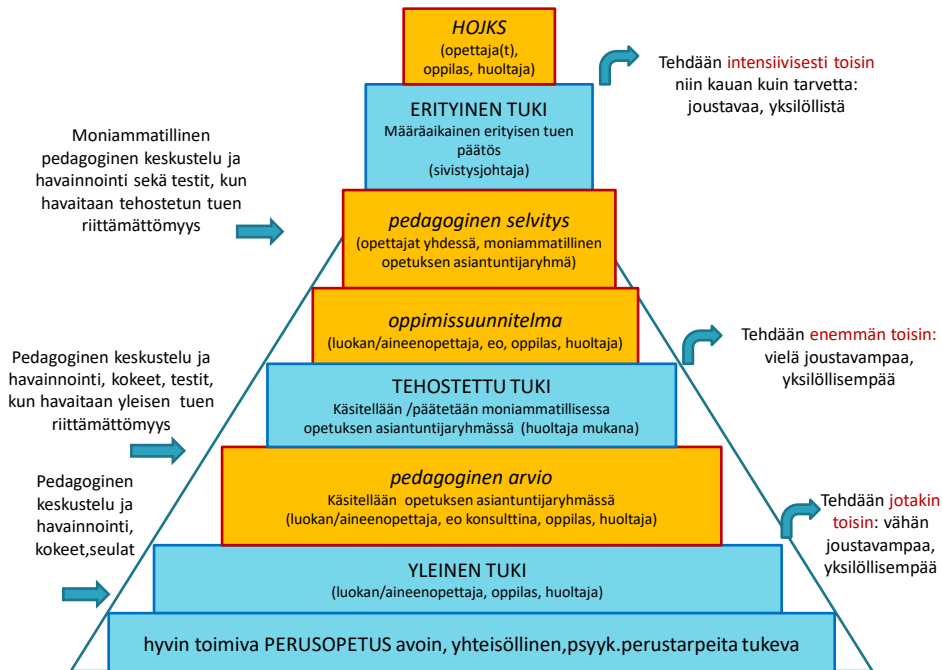 HOJKS
(opettaja(t),
oppilas, huoltaja)
Tehdään intensiivisesti toisin
niin kauan kuin tarvetta:
joustavaa, yksilöllistä
ERITYINEN TUKI
Määräaikainen erityisen tuen
päätös
(sivistysjohtaja)
Moniammatillinen
pedagoginen keskustelu ja
havainnointi sekä testit, kun
havaitaan tehostetun tuen
riittämättömyys
pedagoginen selvitys
(opettajat yhdessä, moniammatillinen
opetuksen asiantuntijaryhmä)
oppimissuunnitelma
(luokan/aineenopettaja, eo, oppilas, huoltaja)
Tehdään enemmän toisin:
vielä joustavampaa,
yksilöllisempää
Pedagoginen keskustelu ja
havainnointi, kokeet, testit,
kun havaitaan yleisen tuen
riittämättömyys
TEHOSTETTU TUKI
Käsitellään /päätetään moniammatillisessa
opetuksen asiantuntijaryhmässä (huoltaja mukana)
pedagoginen arvio
Käsitellään opetuksen asiantuntijaryhmässä
(luokan/aineenopettaja, eo konsulttina, oppilas, huoltaja)
Pedagoginen
keskustelu ja
havainnointi,
kokeet,seulat
Tehdään jotakin
toisin: vähän
joustavampaa,
yksilöllisempää
YLEINEN TUKI
(luokan/aineenopettaja, oppilas, huoltaja)
hyvin toimiva PERUSOPETUS avoin, yhteisöllinen,psyyk.perustarpeita tukeva